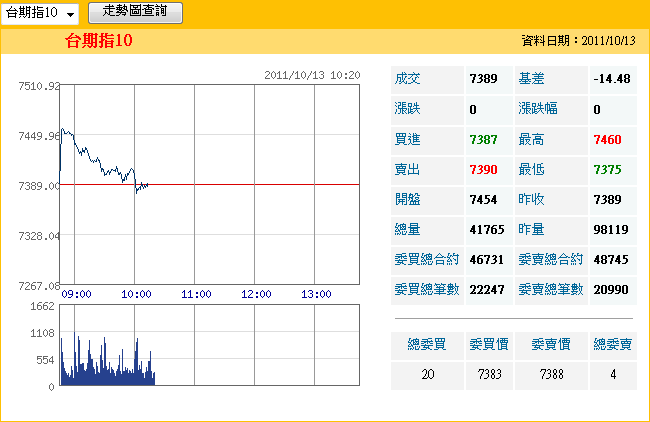 台期指10 走勢圖查詢
台期指10 資料日期：2011/10/13
2011/10/13 10:20
7510.92
7449.96
7389.00
7328.04
7267.08
09:00 10:00 11:00 12:00 13:00
1662
1108
554
0
成交 7389 基差 -14.48
漲跌 0 漲跌幅 0
買進 7387 最高 7460
賣出 7390 最低 7375
開盤 7454 昨收 7389
總量 41765 昨量 98119
委買總合約 46731 委賣總合約 48745
委買總筆數 22247 委賣總筆數 20990
總委買 委買價 委賣價 總委賣
20 7383 7388 4